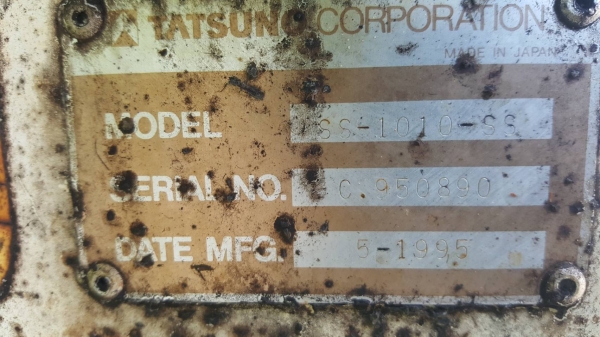 TATSUNO CORPORATION
MADE IN JAPAN
MODEL SS-1010-SS
SERIAL NO. C 950890
DATE MFG. 5-1995